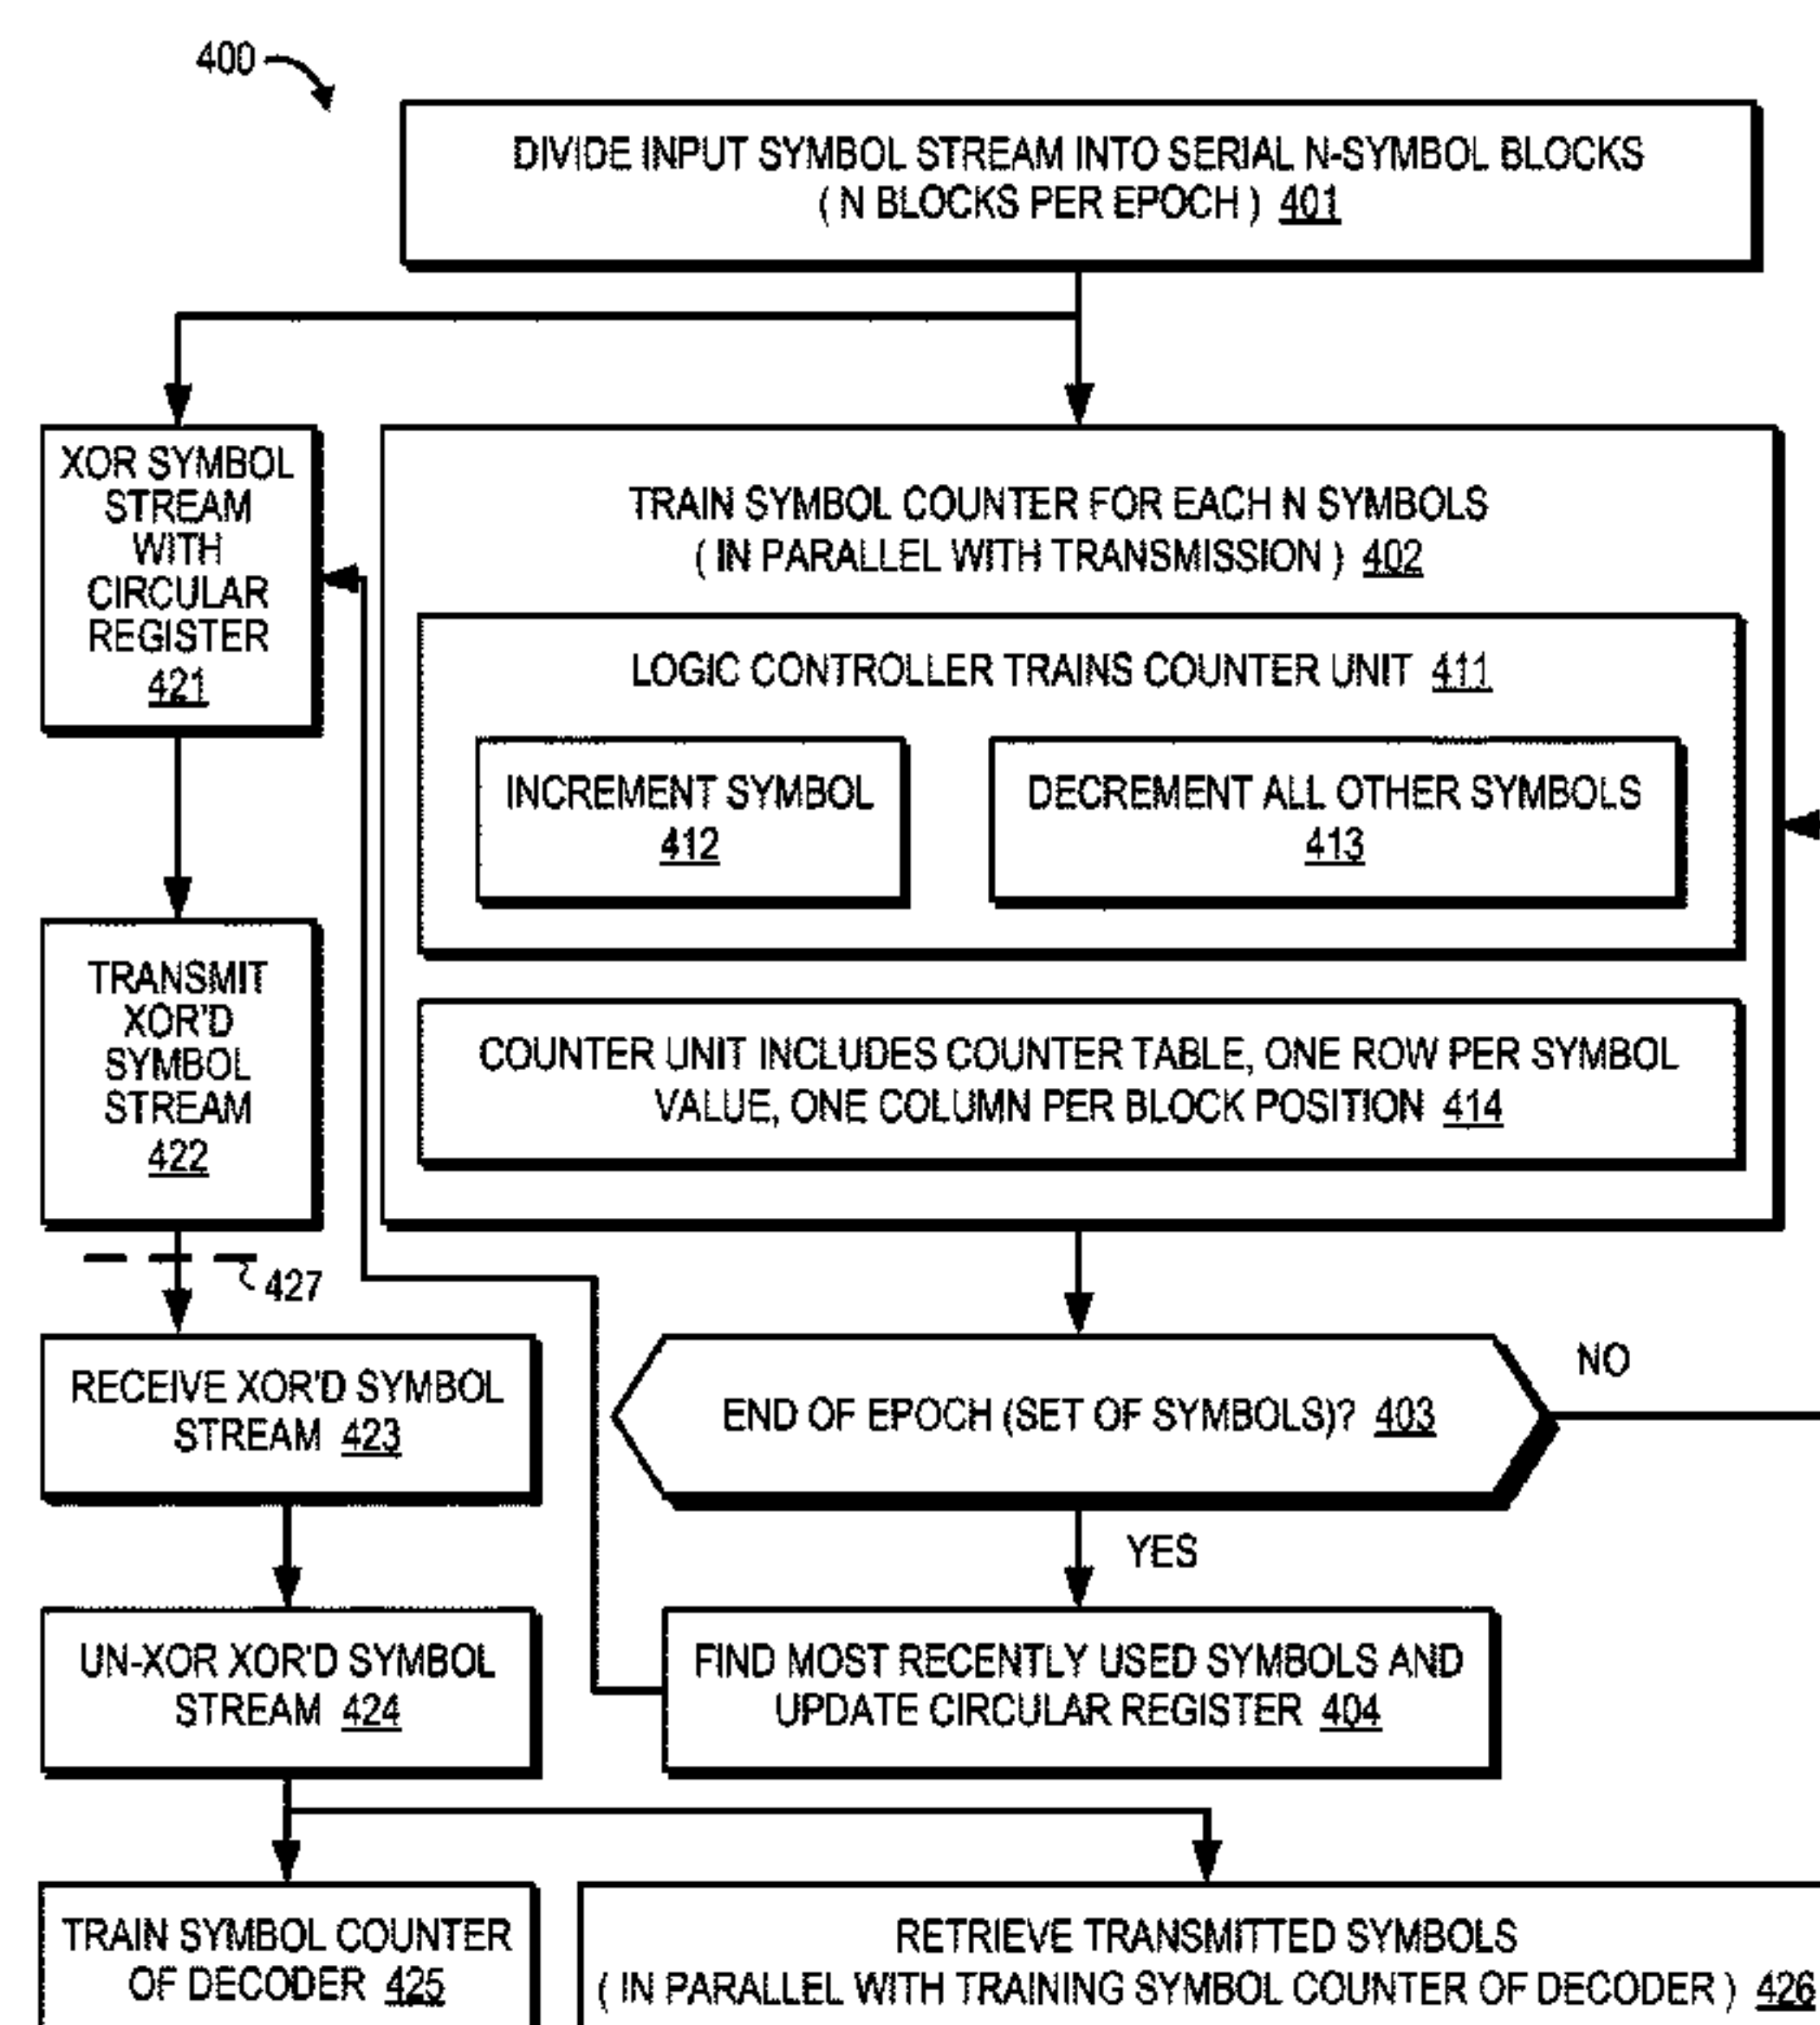 400
DIVIDE INPUT SYMBOL STREAM INTO SERIAL N-SYMBOL BLOCKS
( N BLOCKS PER EPOCH ) 401
XOR SYMBOL
STREAM
WITH
CIRCULAR
REGISTER
421
TRAIN SYMBOL COUNTER FOR EACH N SYMBOLS
( IN PARALLEL WITH TRANSMISSION ) 402
LOGIC CONTROLLER TRAINS COUNTER UNIT 411
INCREMENT SYMBOL
412
DECREMENT ALL OTHER SYMBOLS
413
TRANSMIT
XOR'D
SYMBOL
STREAM
422
COUNTER UNIT INCLUDES COUNTER TABLE, ONE ROW PER SYMBOL
VALUE, ONE COLUMN PER BLOCK POSITION 414
427
RECEIVE XOR'D SYMBOL
STREAM 423
END OF EPOCH (SET OF SYMBOLS)? 403
NO
YES
UN-XOR XOR'D SYMBOL
STREAM 424
FIND MOST RECENTLY USED SYMBOLS AND
UPDATE CIRCULAR REGISTER 404
TRAIN SYMBOL COUNTER
OF DECODER 425
RETRIEVE TRANSMITTED SYMBOLS
( IN PARALLEL WITH TRAINING SYMBOL COUNTER OF DECODER ) 426